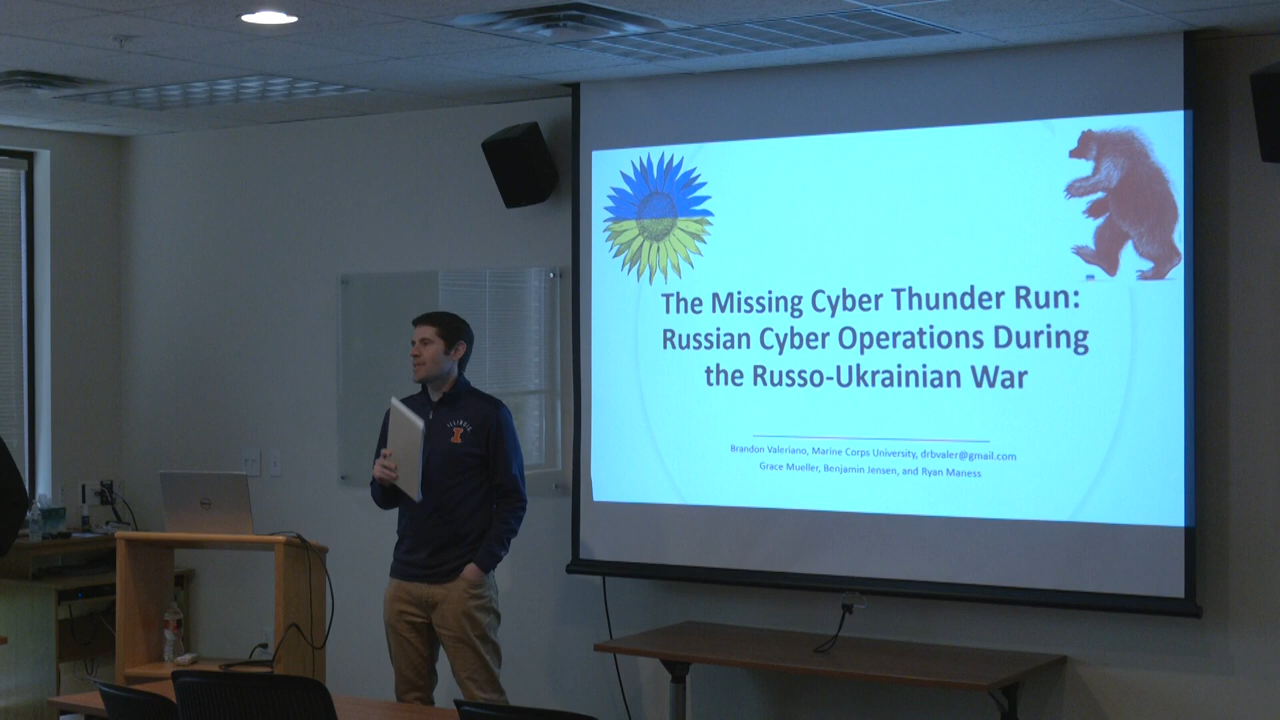 The Missing Cyber Thunder Run:
Russian Cyber Operations During
the Russo-Ukrainian War
Brandon Valeriano, Marine Corps University, drbvaler@gmail.com
Grace Mueller, Benjamin Jensen, and Ryan Maness
ILLINOIS
I
DELL